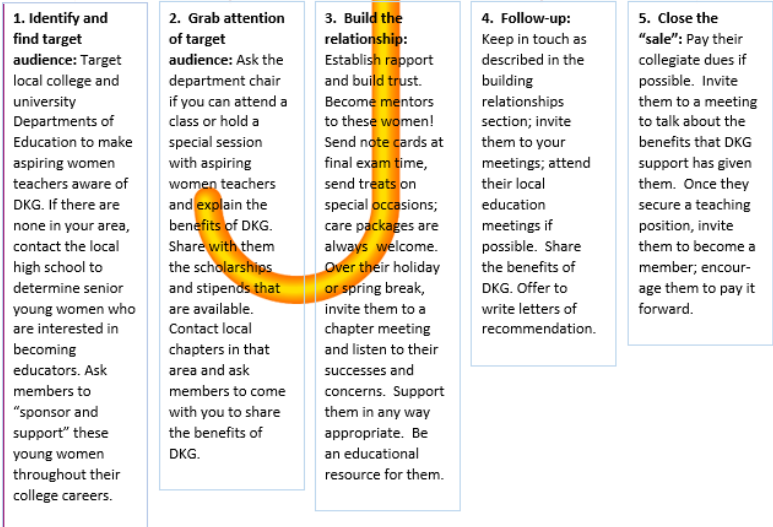 1. Identify and
find target
audience: Target
local college and
university
Departments of
Education to make
aspiring women
teachers aware of
DKG. If there are
none in your area,
contact the local
high school to
determine senior
young women who
are interested in
becoming
educators. Ask
members to
“sponsor and
support” these
young women
throughout their
college careers.
2. Grab attention
of target
audience: Ask the
department chair
if you can attend a
class or hold a
special session
with aspiring
women teachers
and explain the
benefits of DKG.
Share with them
the scholarships
and stipends that
are available.
Contact local
chapters in that
area and ask
members to come
with you to share
the benefits of
DKG.
3. Build the
relationship:
Establish rapport
and build trust.
Become mentors
to these women!
Send note cards at
final exam time,
send treats on
special occasions;
care packages are
always welcome.
Over their holiday
or spring break,
invite them to a
chapter meeting
and listen to their
successes and
concerns. Support
them in any way
appropriate. Be
an educational
resource for them.
4. Follow-up:
Keep in touch as
described in the
building
relationships
section; invite
them to your
meetings; attend
their local
education
meetings if
possible. Share
the benefits of
DKG. Offer to
write letters of
recommendation.
5. Close the
“sale”: Pay their
collegiate dues if
possible. Invite
them to a meeting
to talk about the
benefits that DKG
support has given
them. Once they
secure a teaching
position, invite
them to become a
member; encour-
age them to pay it
forward.